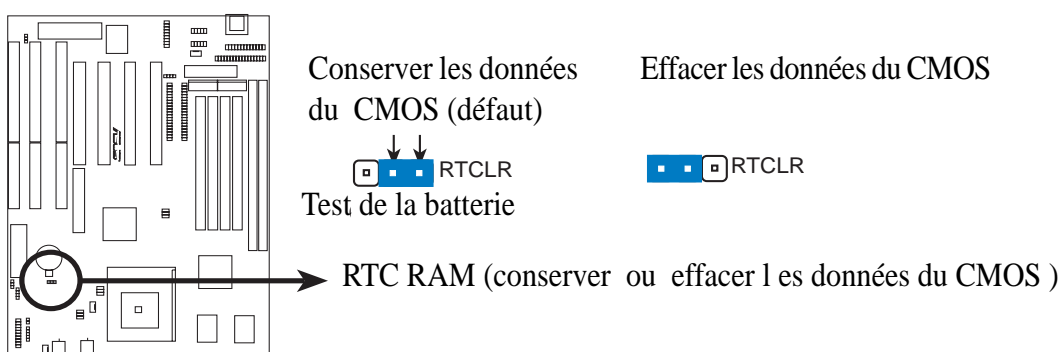 Conserver les données
du CMOS (défaut)
RTCLR
Test de la batterie
Effacer les données du CMOS
RTCLR
RTC RAM (conserver ou effacer l es données du CMOS )